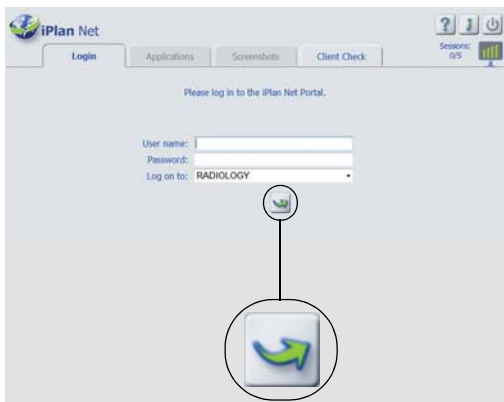 iPlan Net
? i
Login Applications Screenshots Client Check
Sessions:
0/5
Please log in to the iPlan Net Portal.
User name:
Password:
Log on to: RADIOLOGY